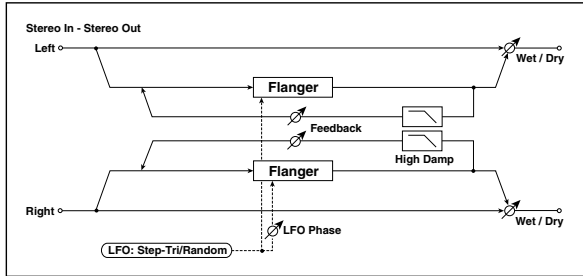 Stereo In - Stereo Out
Left
Wet / Dry
Flanger
Feedback
High Damp
Flanger
Right
Wet / Dry
LFO Phase
LFO: Step-Tri/Random